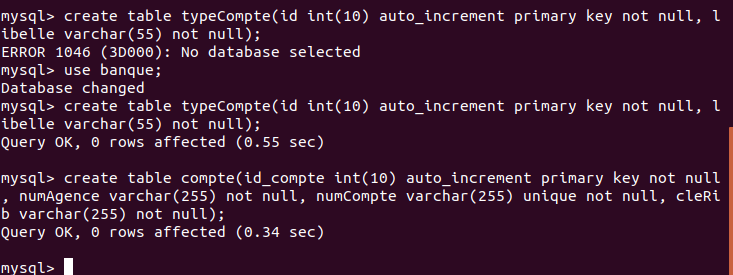 mysql> create table typeCompte(id int(10) auto_increment primary key not null, l
ibelle varchar(55) not null);
ERROR 1046 (3D000): No database selected
mysql> use banque;
Database changed
mysql> create table typeCompte(id int(10) auto_increment primary key not null, l
ibelle varchar(55) not null);
Query OK, 0 rows affected (0.55 sec)
mysql> create table compte(id_compte int(10) auto_increment primary key not null
, numAgence varchar(255) not null, numCompte varchar(255) unique not null, cleRi
b varchar(255) not null);
Query OK, 0 rows affected (0.34 sec)
mysql>